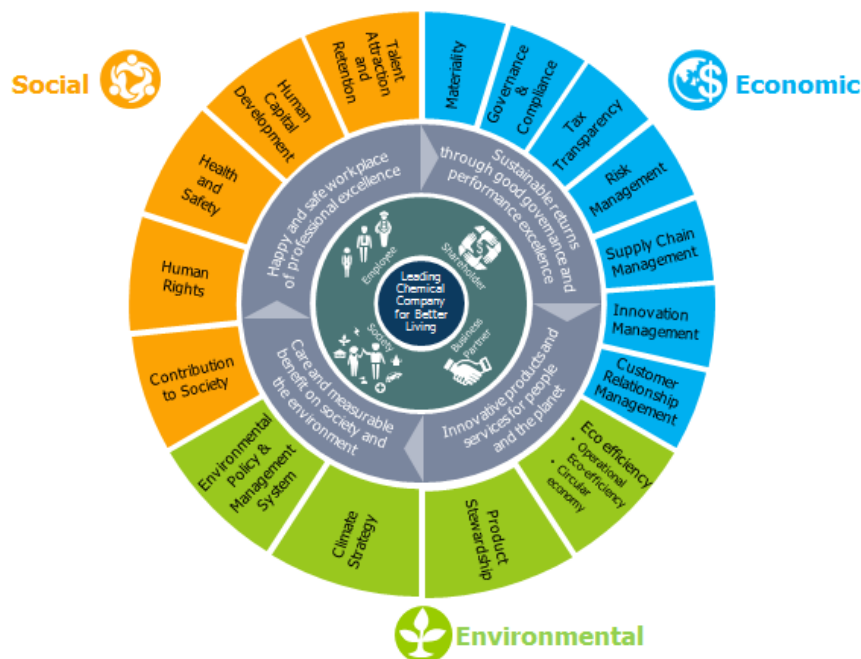 Social
Economic
Environmental
Talent
Attraction
and
Retention
Human
Capital
Development
Health
and
Safety
Human
Rights
Contribution
to Society
Materiality
Governance
&
Compliance
Tax
Transparency
Risk
Management
Supply Chain
Management
Innovation
Management
Customer
Relationship
Management
Eco efficiency
• Operational
Eco-efficiency
• Circular
economy
Product
Stewardship
Climate
Strategy
Environmental
Policy &
Management
System
Happy and safe workplace
of professional excellence
Sustainable returns
through good governance and
performance excellence
Innovative products and
services for people
and the planet
Care and measurable
benefit on society and
the environment
Employee
Shareholder
Business
Partner
Society
Leading
Chemical
Company
for Better
Living